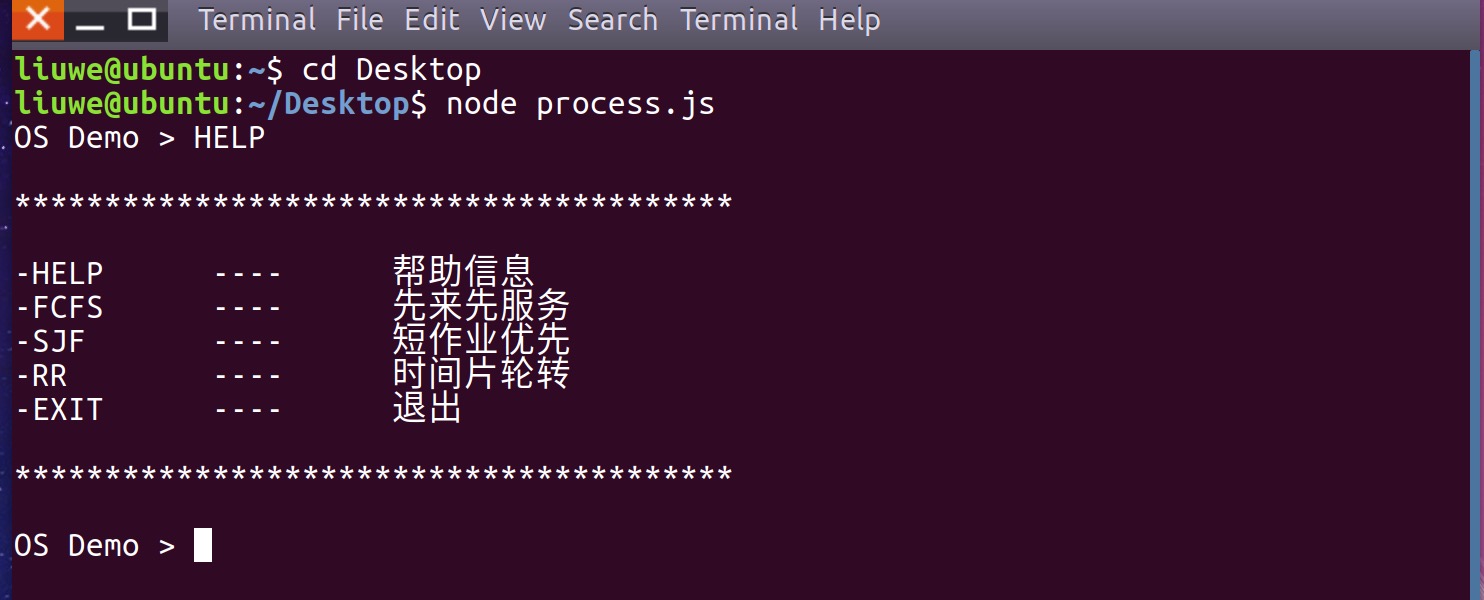 Terminal File Edit View Search Terminal Help
liuwe@ubuntu:~$ cd Desktop
liuwe@ubuntu:~/Desktop$ node process.js
OS Demo > HELP
****************************************
-HELP ---- 帮助信息
-FCFS ---- 先来先服务
-SJF ---- 短作业优先
-RR ---- 时间片轮转
-EXIT ---- 退出
****************************************
OS Demo >